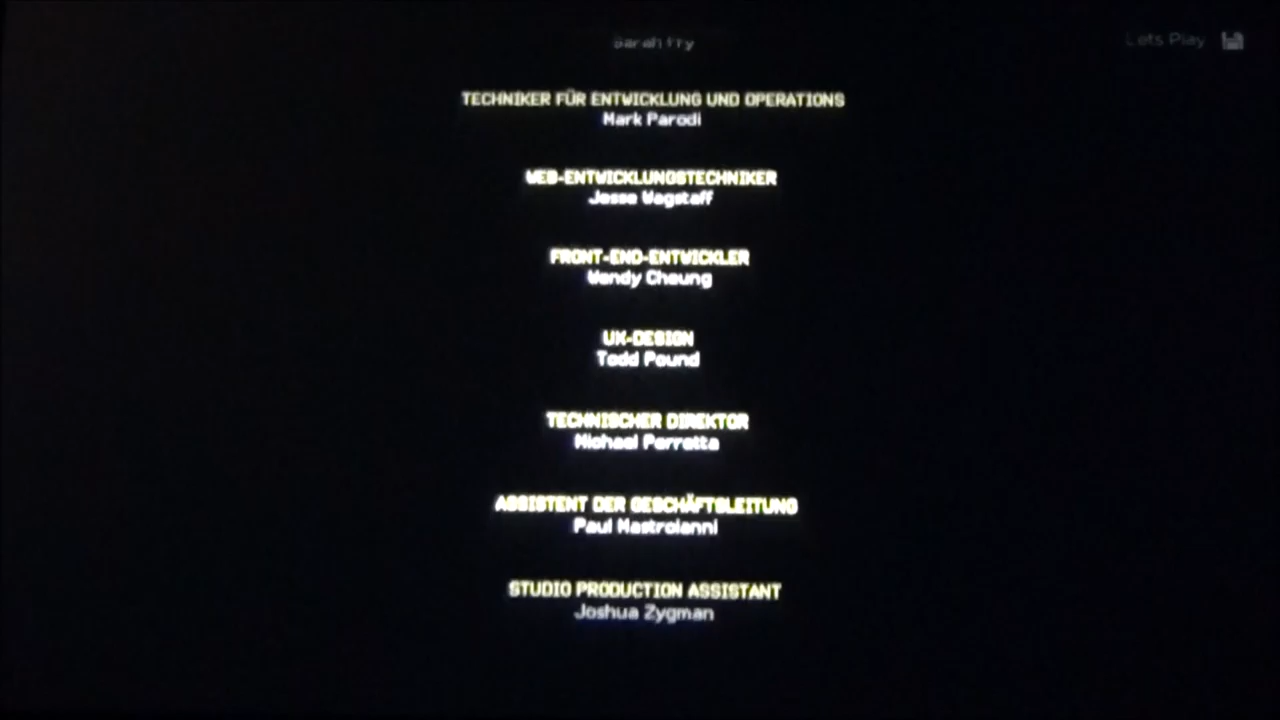 Sarah Fry
Lets Play
TECHNIKER FÜR ENTWICKLUNG UND OPERATIONS
Mark Parodi
WEB-ENTWICKLUNGSTECHNIKER
Jesse Wagstaff
FRONT-END-ENTWICKLER
Wendy Cheung
UX-DESIGN
Todd Pound
TECHNISCHER DIREKTOR
Michael Perretta
ASSISTENT DER GESCHÄFTSLEITUNG
Paul Mastroianni
STUDIO PRODUCTION ASSISTANT
Joshua Zygman